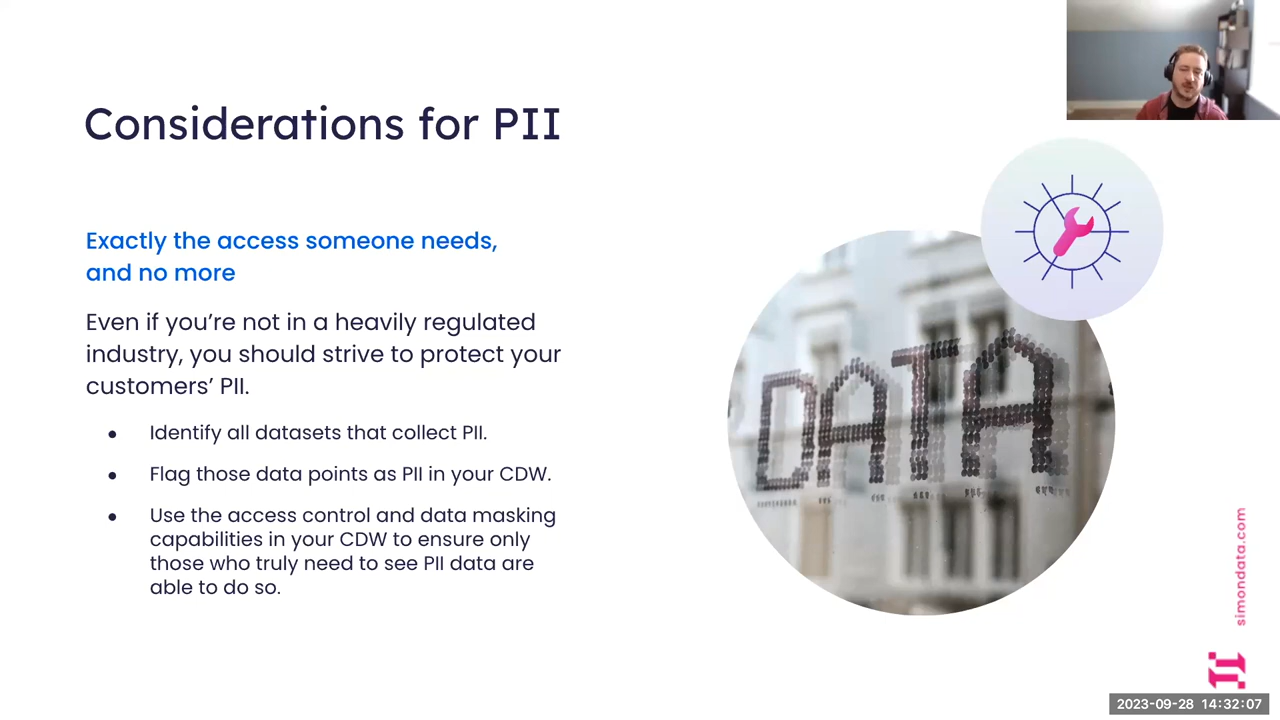 Considerations for PII
Exactly the access someone needs,
and no more
Even if you’re not in a heavily regulated
industry, you should strive to protect your
customers’ PII.
● Identify all datasets that collect PII.
● Flag those data points as PII in your CDW.
● Use the access control and data masking
capabilities in your CDW to ensure only
those who truly need to see PII data are
able to do so.
DATA
simondata.com
2023-09-28 14:32:07